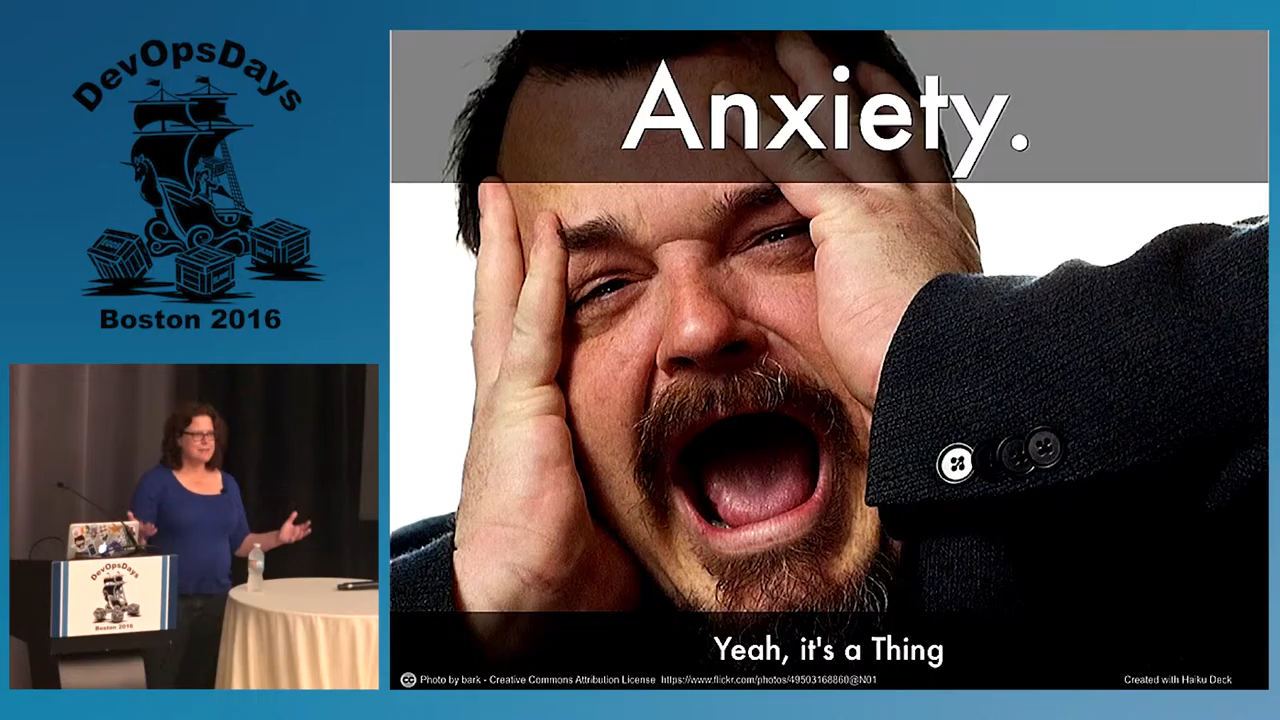 DevOpsDays
Boston 2016
Anxiety.
Yeah, it's a Thing
Photo by bark - Creative Commons Attribution License https://www.flickr.com/photos/49503168860@N01
Created with Haiku Deck
DevOpsDays
Boston 2016